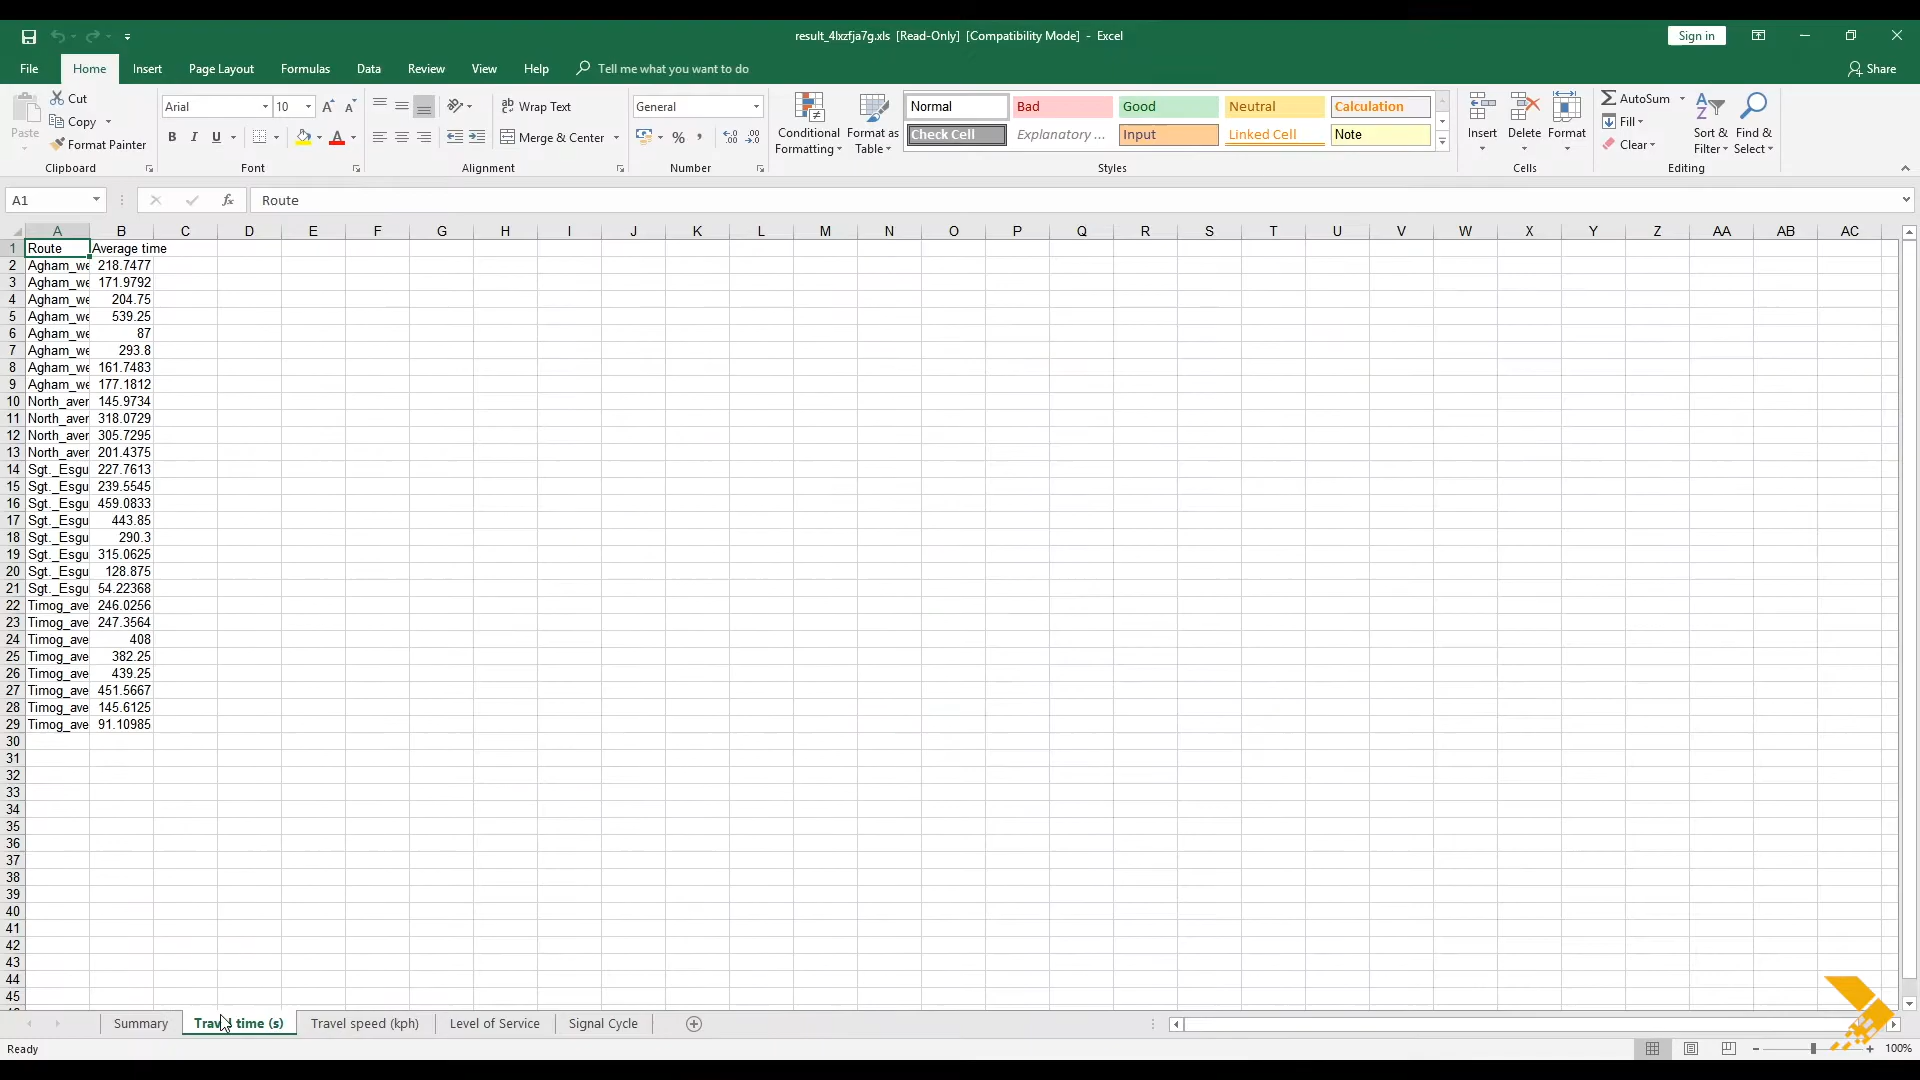 result_4lxzfja7g.xls [Read-Only] [Compatibility Mode] - Excel
Sign in
File Home Insert Page Layout Formulas Data Review View Help Tell me what you want to do Share
Paste
Cut
Copy
Format Painter
Clipboard
Arial 10
B I U
Font
Wrap Text
Merge & Center
Alignment
General
Number
Conditional Formatting
Format as Table
Normal Bad Good Neutral Calculation
Check Cell Explanatory ... Input Linked Cell Note
Styles
Insert Delete Format
Cells
AutoSum
Fill
Clear
Sort & Filter
Find & Select
Editing
A1 fx Route
A B C D E F G H I J K L M N O P Q R S T U V W X Y Z AA AB AC
1 Route Average time
2 Agham_we 218.7477
3 Agham_we 171.9792
4 Agham_we 204.75
5 Agham_we 539.25
6 Agham_we 87
7 Agham_we 293.8
8 Agham_we 161.7483
9 Agham_we 177.1812
10 North_aver 145.9734
11 North_aver 318.0729
12 North_aver 305.7295
13 North_aver 201.4375
14 Sgt._Esgu 227.7613
15 Sgt._Esgu 239.5545
16 Sgt._Esgu 459.0833
17 Sgt._Esgu 443.85
18 Sgt._Esgu 290.3
19 Sgt._Esgu 315.0625
20 Sgt._Esgu 128.875
21 Sgt._Esgu 54.22368
22 Timog_ave 246.0256
23 Timog_ave 247.3564
24 Timog_ave 408
25 Timog_ave 382.25
26 Timog_ave 439.25
27 Timog_ave 451.5667
28 Timog_ave 145.6125
29 Timog_ave 91.10985
30
31
32
33
34
35
36
37
38
39
40
41
42
43
44
45
Summary Travel time (s) Travel speed (kph) Level of Service Signal Cycle
Ready 100%